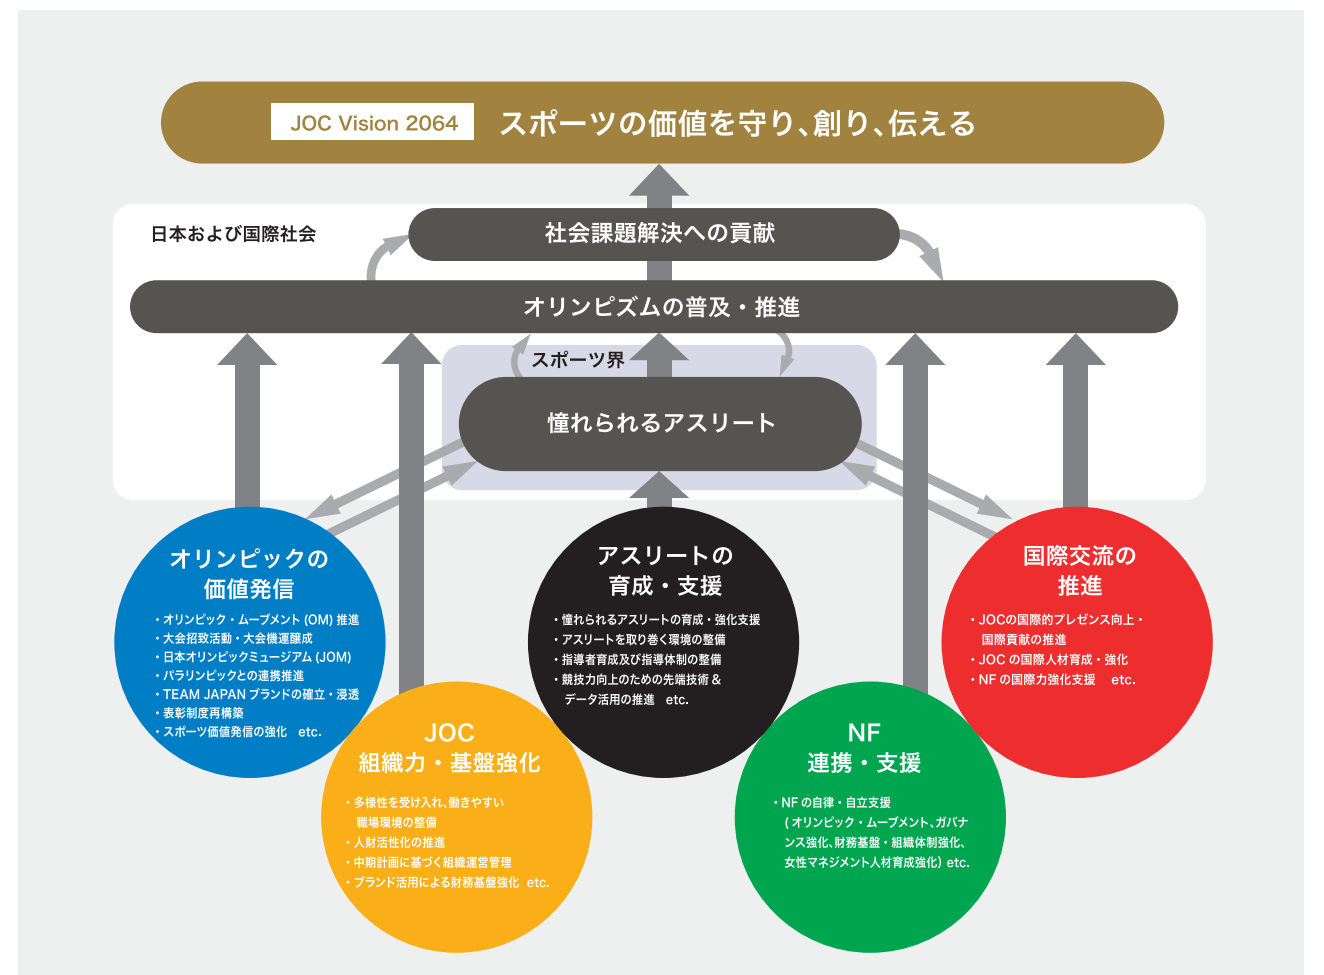 JOC Vision 2064 スポーツの価値を守り、創り、伝える
日本および国際社会
社会課題解決への貢献
オリンピズムの普及・推進
スポーツ界
憧れられるアスリート
オリンピックの
価値発信
・オリンピック・ムーブメント (OM) 推進
・大会招致活動・大会機運醸成
・日本オリンピックミュージアム (JOM)
・パラリンピックとの連携推進
・TEAM JAPAN ブランドの確立・浸透
・表彰制度再構築
・スポーツ価値発信の強化 etc.
JOC
組織力・基盤強化
・多様性を受け入れ、働きやすい
職場環境の整備
・人財活性化の推進
・中期計画に基づく組織運営管理
・ブランド活用による財務基盤強化 etc.
アスリートの
育成・支援
・憧れられるアスリートの育成・強化支援
・アスリートを取り巻く環境の整備
・指導者育成及び指導体制の整備
・競技力向上のための先端技術 &
データ活用の推進 etc.
NF
連携・支援
・NF の自律・自立支援
( オリンピック・ムーブメント、ガバナ
ンス強化、財務基盤・組織体制強化、
女性マネジメント人材育成強化) etc.
国際交流の
推進
・JOCの国際的プレゼンス向上・
国際貢献の推進
・JOC の国際人材育成・強化
・NF の国際力強化支援 etc.